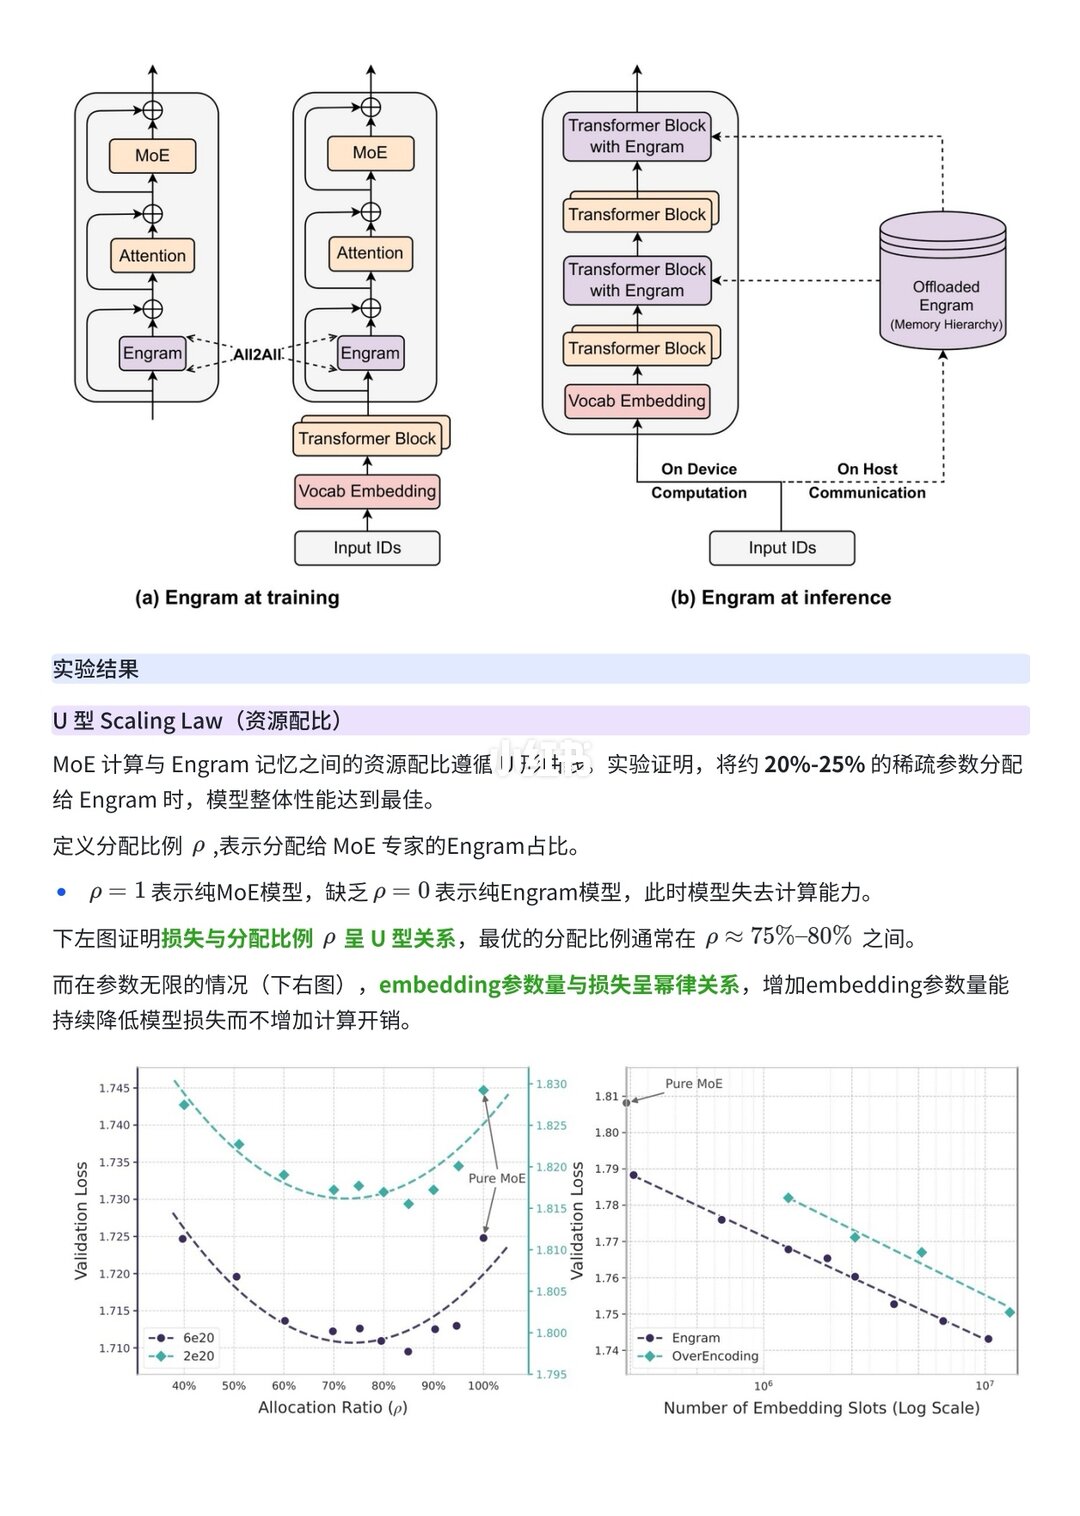 MoE
Attention
Engram
All2All
MoE
Attention
Engram
Transformer Block
Vocab Embedding
Input IDs
(a) Engram at training
Transformer Block
with Engram
Transformer Block
Transformer Block
with Engram
Transformer Block
Vocab Embedding
Offloaded
Engram
(Memory Hierarchy)
On Device
Computation
On Host
Communication
Input IDs
(b) Engram at inference
实验结果
U 型 Scaling Law（资源配比）
MoE 计算与 Engram 记忆之间的资源配比遵循 U 。实验证明，将约 20%-25% 的稀疏参数分配
给 Engram 时，模型整体性能达到最佳。
小红书
定义分配比例 ρ ,表示分配给 MoE 专家的Engram占比。
• ρ = 1 表示纯MoE模型，缺乏 ρ = 0 表示纯Engram模型，此时模型失去计算能力。
下左图证明损失与分配比例 ρ 呈 U 型关系，最优的分配比例通常在 ρ ≈ 75%–80% 之间。
而在参数无限的情况（下右图），embedding参数量与损失呈幂律关系，增加embedding参数量能
持续降低模型损失而不增加计算开销。
Validation Loss
1.745
1.740
1.735
1.730
1.725
1.720
1.715
1.710
1.830
1.825
1.820
1.815
1.810
1.805
1.800
1.795
Pure MoE
6e20
2e20
40% 50% 60% 70% 80% 90% 100%
Allocation Ratio (ρ)
Validation Loss
1.81
1.80
1.79
1.78
1.77
1.76
1.75
1.74
Pure MoE
Engram
OverEncoding
10⁶ 10⁷
Number of Embedding Slots (Log Scale)